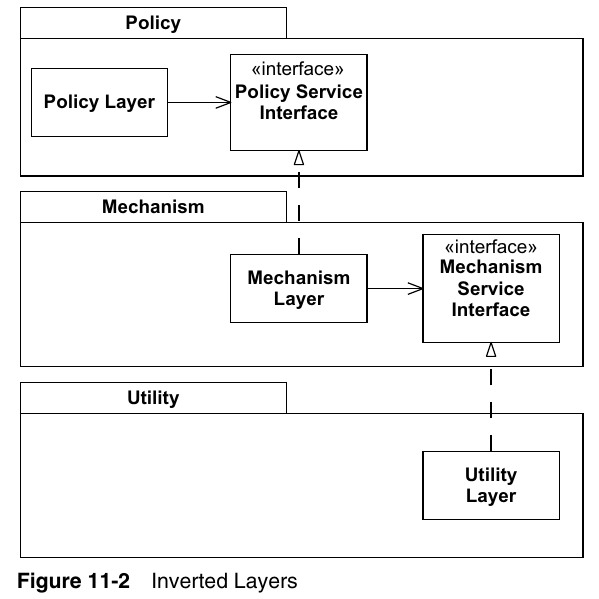 Policy
Policy Layer
«interface»
Policy Service
Interface
Mechanism
Mechanism
Layer
«interface»
Mechanism
Service
Interface
Utility
Utility
Layer
Figure 11-2 Inverted Layers